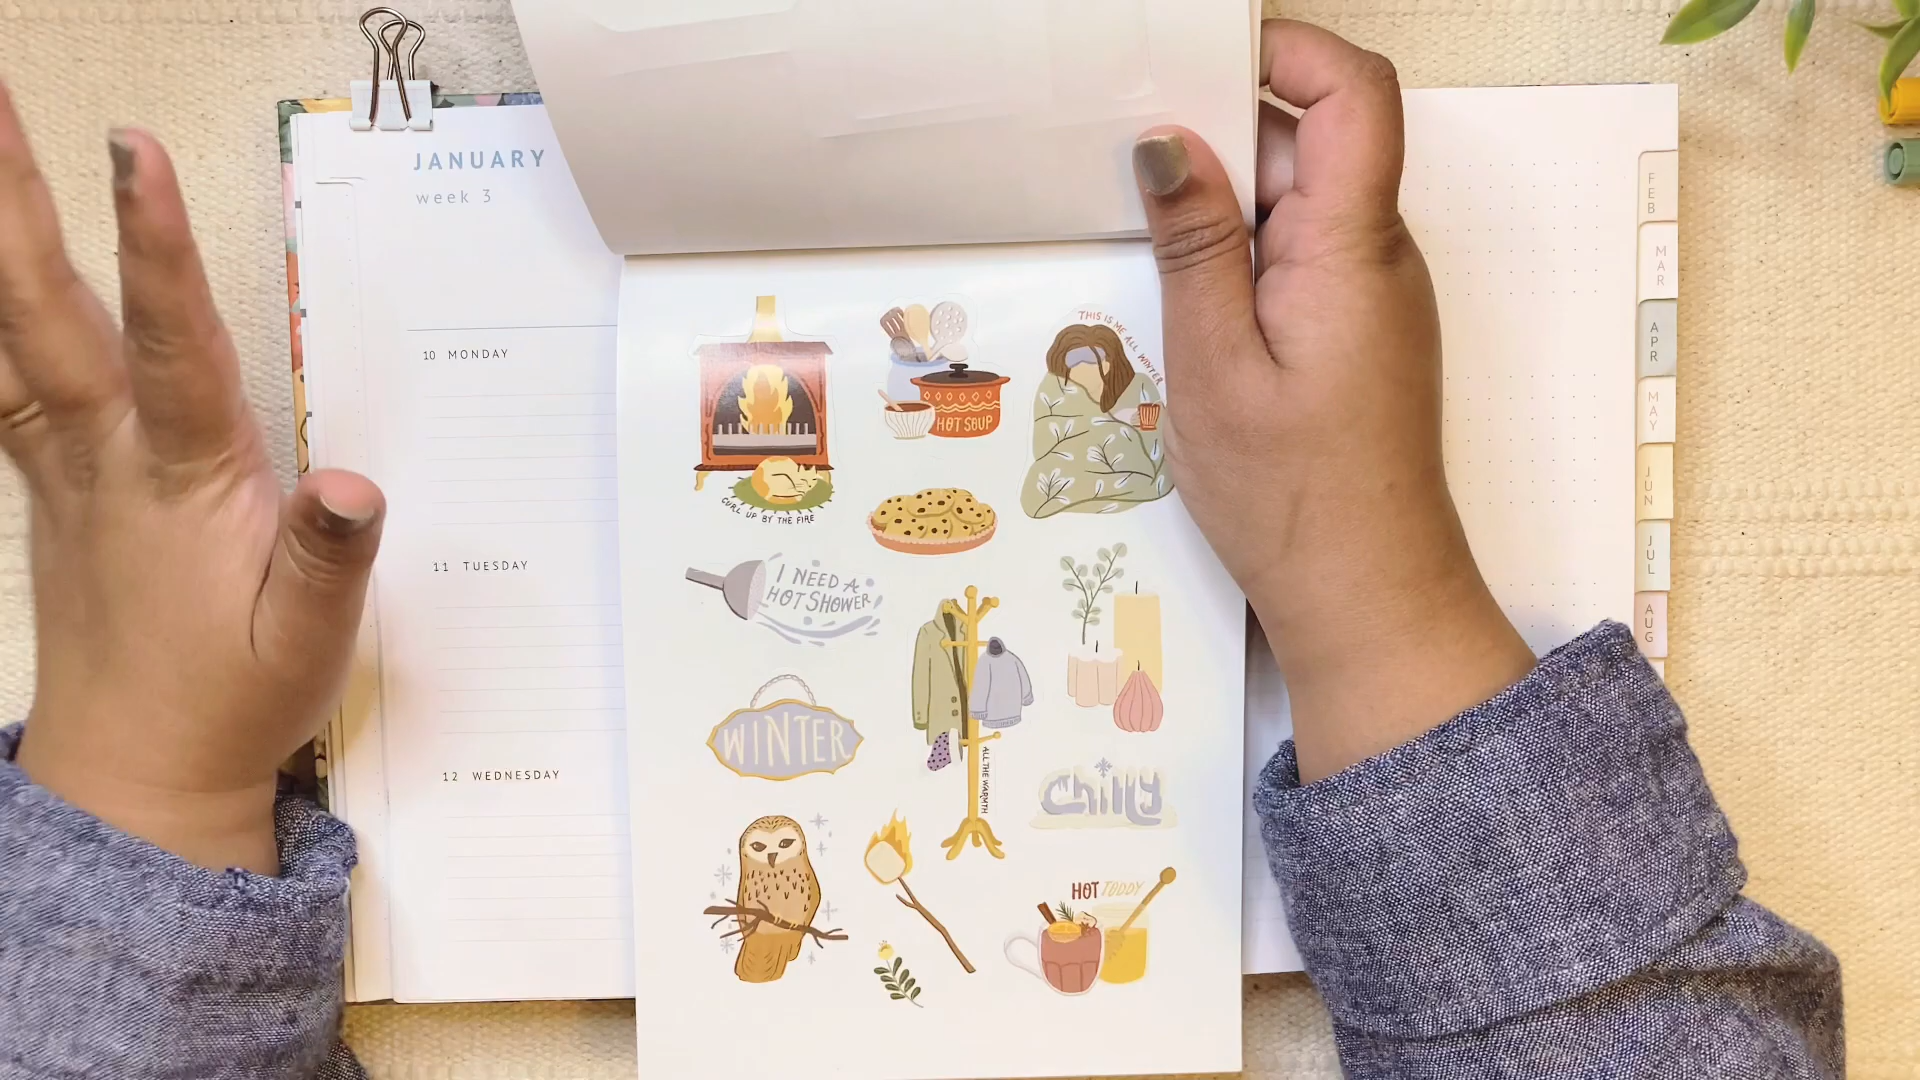 JANUARY
week 3
10 MONDAY
11 TUESDAY
12 WEDNESDAY
CURL UP BY THE FIRE
HOT SOUP
THIS IS ME ALL WINTER
I NEED A
HOT SHOWER
WINTER
ALL THE WARMTH
chilly
HOT TODDY
FEB
MAR
APR
MAY
JUN
JUL
AUG